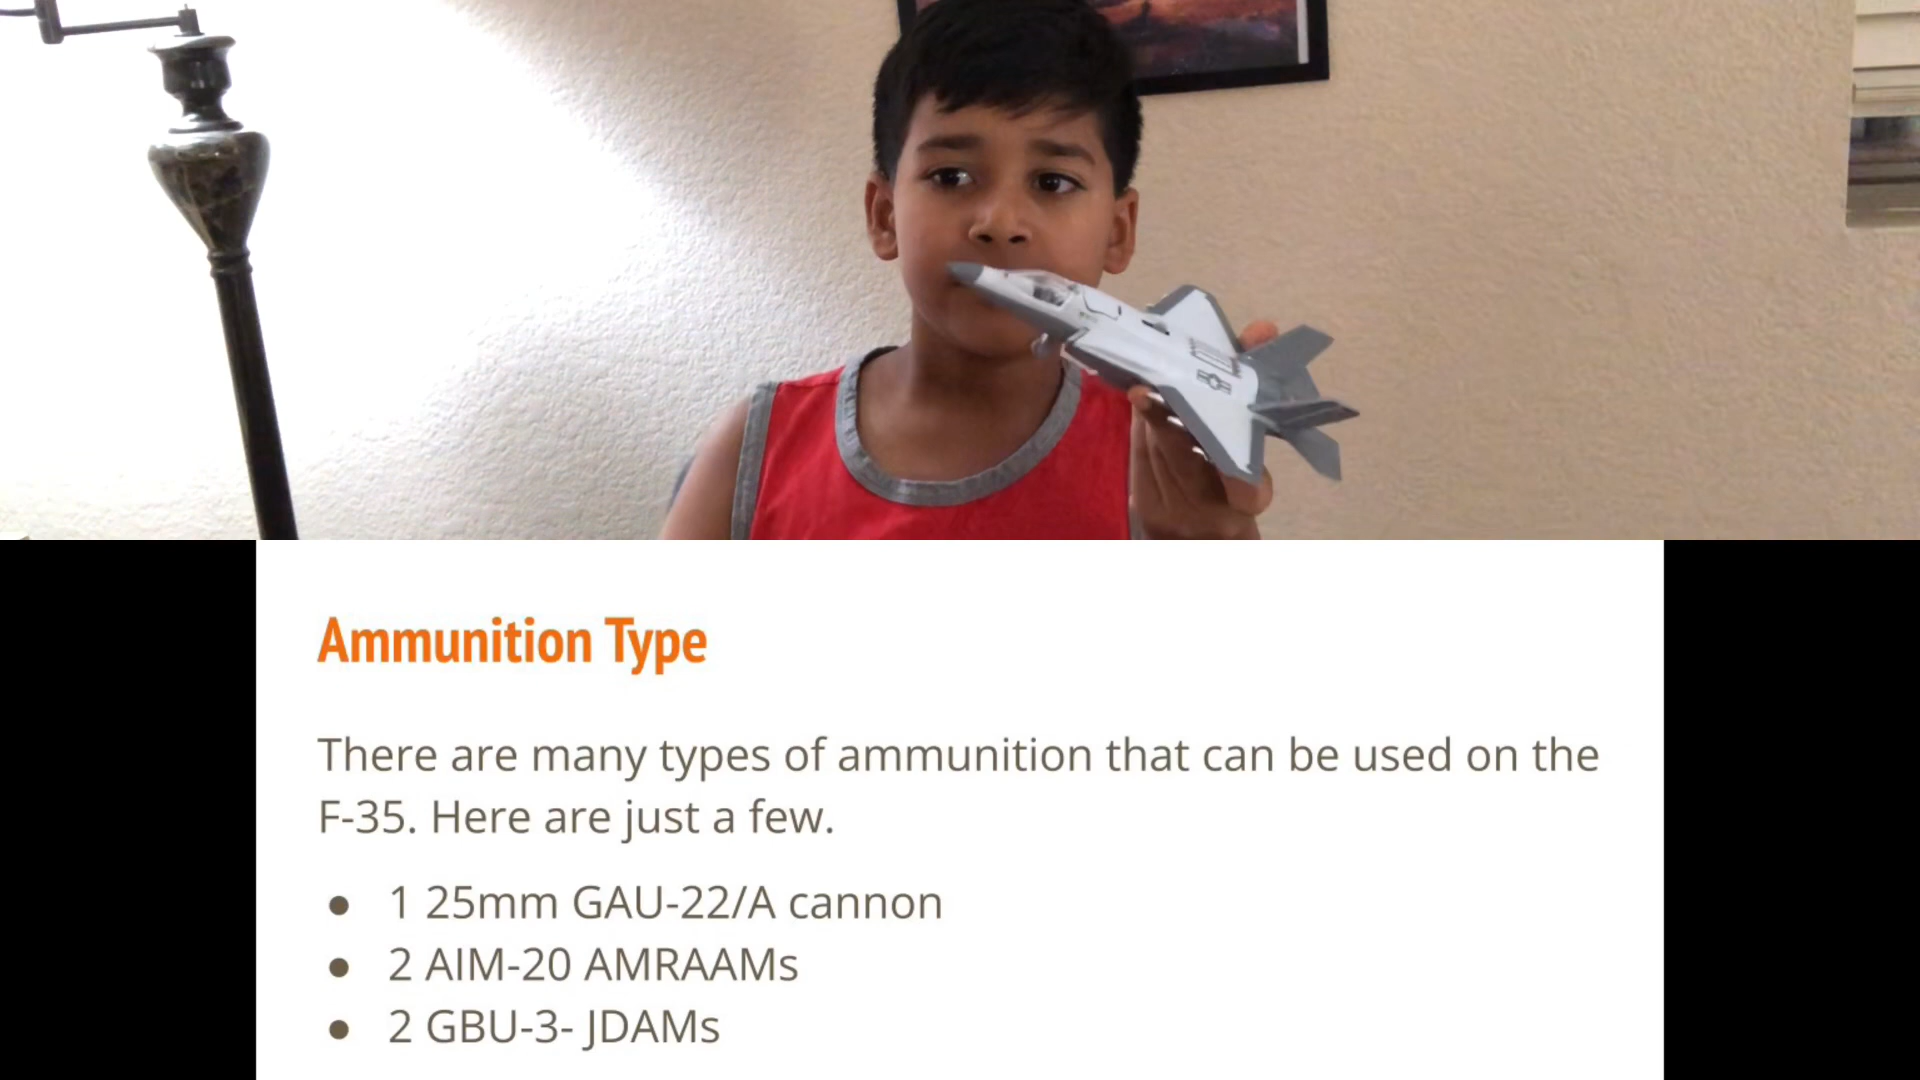 Ammunition Type
There are many types of ammunition that can be used on the
F-35. Here are just a few.
● 1 25mm GAU-22/A cannon
● 2 AIM-20 AMRAAMs
● 2 GBU-3- JDAMs